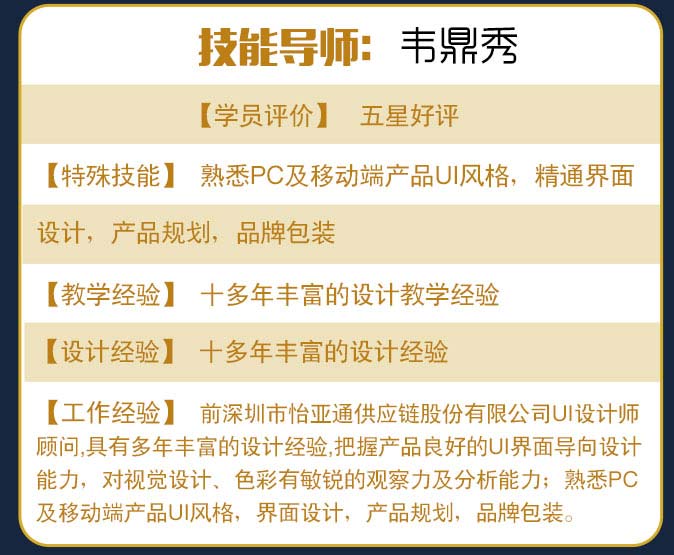 技能导师: 韦鼎秀
【学员评价】 五星好评
【特殊技能】 熟悉PC及移动端产品UI风格，精通界面
设计，产品规划，品牌包装
【教学经验】 十多年丰富的设计教学经验
【设计经验】 十多年丰富的设计经验
【工作经验】 前深圳市怡亚通供应链股份有限公司UI设计师
顾问,具有多年丰富的设计经验,把握产品良好的UI界面导向设计
能力，对视觉设计、色彩有敏锐的观察力及分析能力；熟悉PC
及移动端产品UI风格，界面设计，产品规划，品牌包装。